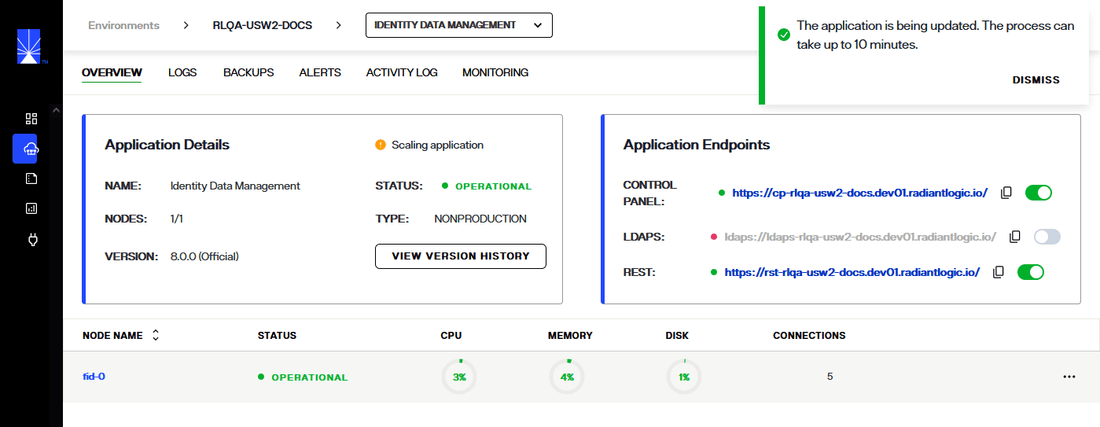 Environments > RLQA-USW2-DOCS > IDENTITY DATA MANAGEMENT
The application is being updated. The process can
take up to 10 minutes.
DISMISS
OVERVIEW LOGS BACKUPS ALERTS ACTIVITY LOG MONITORING
Application Details
Scaling application
NAME: Identity Data Management
STATUS: OPERATIONAL
NODES: 1/1
TYPE: NONPRODUCTION
VERSION: 8.0.0 (Official)
VIEW VERSION HISTORY
Application Endpoints
CONTROL
PANEL:
https://cp-rlqa-usw2-docs.dev01.radiantlogic.io/
LDAPS: ldaps://ldaps-rlqa-usw2-docs.dev01.radiantlogic.io/
REST: https://rst-rlqa-usw2-docs.dev01.radiantlogic.io/
NODE NAME STATUS CPU MEMORY DISK CONNECTIONS
fid-0 OPERATIONAL 3% 4% 1% 5